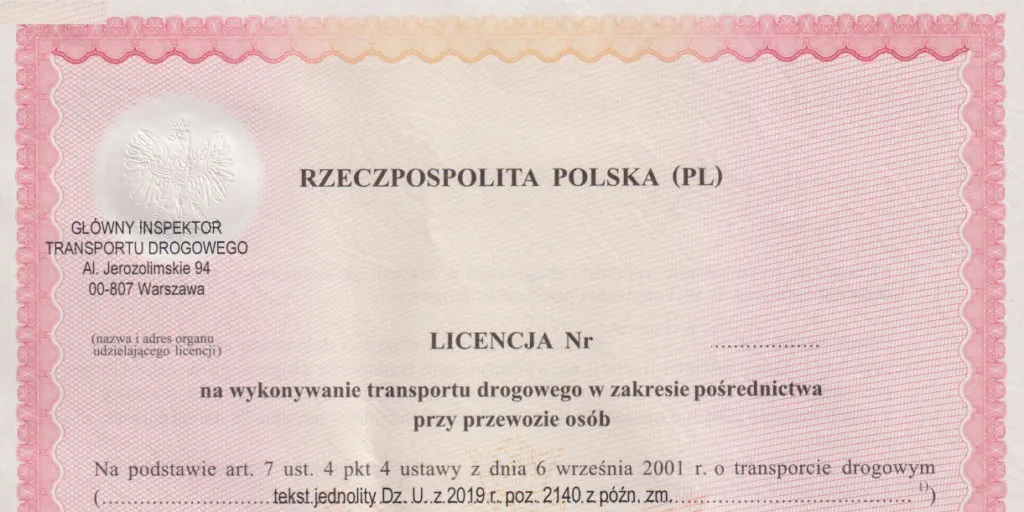 RZECZPOSPOLITA POLSKA (PL)
GŁÓWNY INSPEKTOR
TRANSPORTU DROGOWEGO
Al. Jerozolimskie 94
00-807 Warszawa
(nazwa i adres organu
udzielającego licencji)
LICENCJA Nr ..................
na wykonywanie transportu drogowego w zakresie pośrednictwa
przy przewozie osób
Na podstawie art. 7 ust. 4 pkt 4 ustawy z dnia 6 września 2001 r. o transporcie drogowym
(............................tekst jednolity Dz. U. z 2019 r. poz. 2140 z późn. zm........................................ 1))